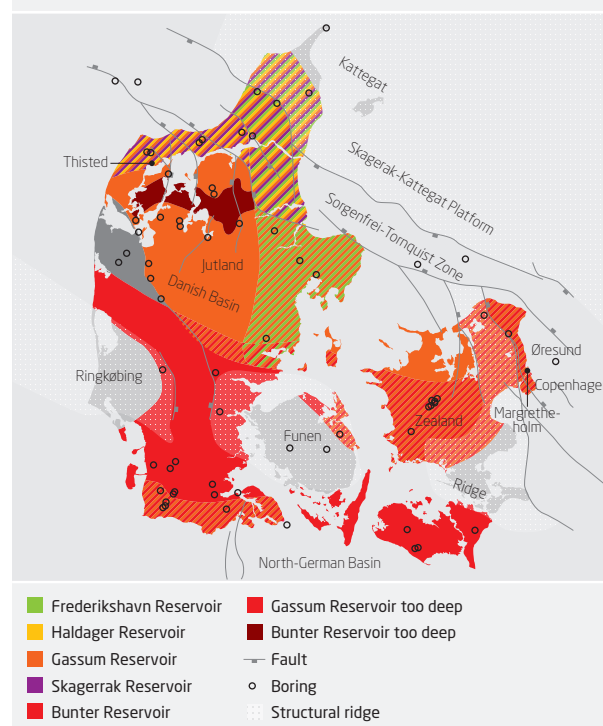 Kattegat
Skagerak-Kattegat Platform
Thisted
Sorgenfrei-Tornquist Zone
Jutland
Danish Basin
Øresund
Ringkøbing
Copenhage
Margrethe-
holm
Zealand
Funen
Ridge
North-German Basin
Frederikshavn Reservoir
Haldager Reservoir
Gassum Reservoir
Skagerrak Reservoir
Bunter Reservoir
Gassum Reservoir too deep
Bunter Reservoir too deep
Fault
Boring
Structural ridge